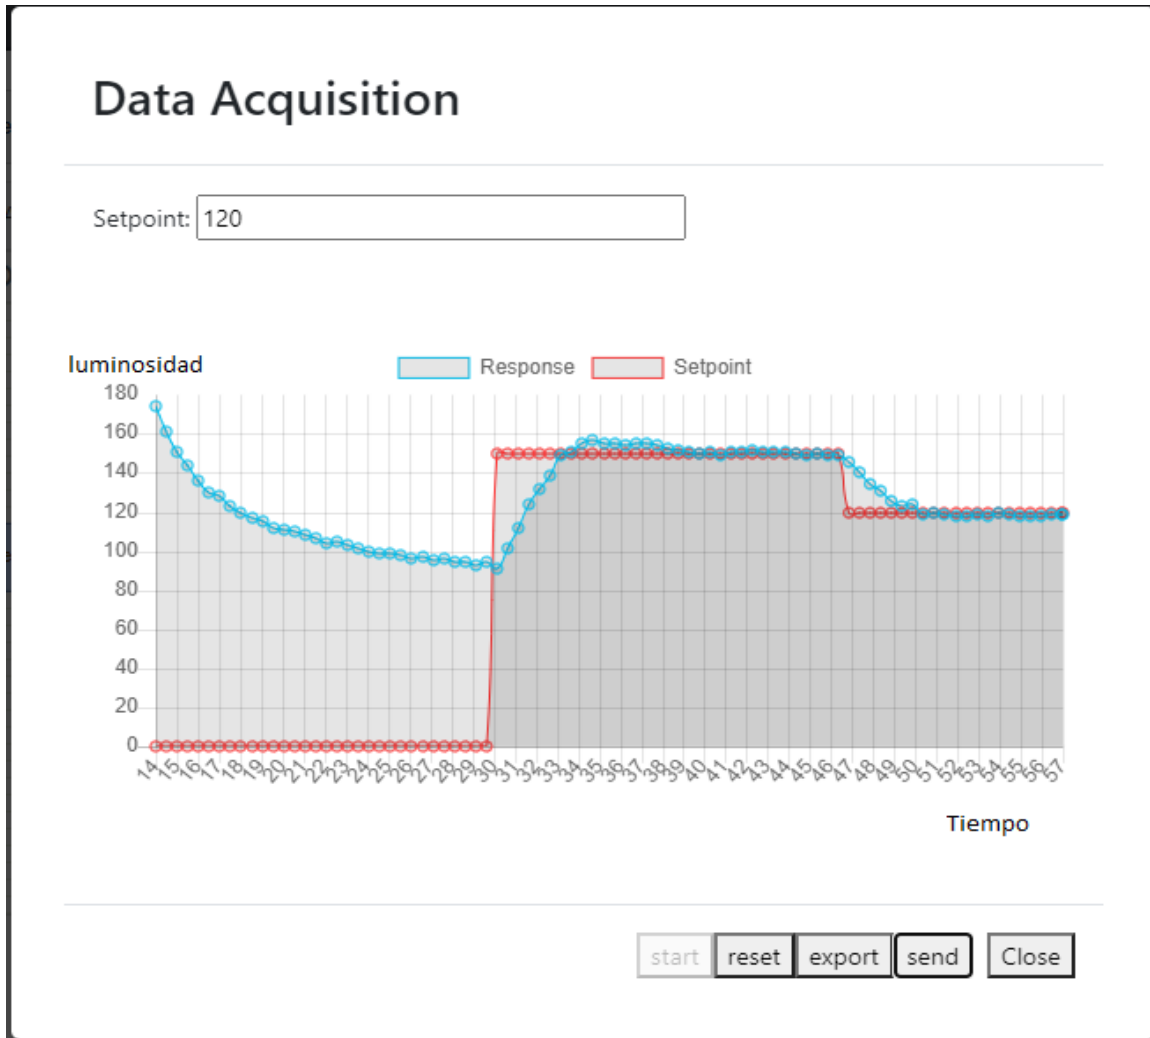 Data Acquisition
Setpoint: 120
luminosidad
Response Setpoint
180
160
140
120
100
80
60
40
20
0
14 15 16 17 18 19 20 21 22 23 24 25 26 27 28 29 30 31 32 33 34 35 36 37 38 39 40 41 42 43 44 45 46 47 48 49 50 51 52 53 54 55 56 57
Tiempo
start reset export send Close